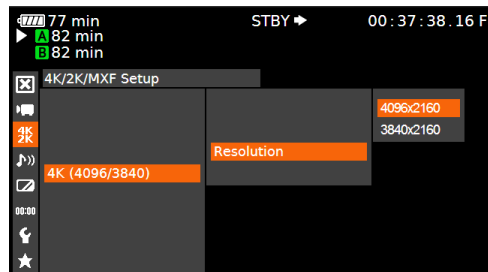 77 min STBY 00:37:38.16 F
A 82 min
B 82 min
4K/2K/MXF Setup
4096x2160
4K 2K
3840x2160
Resolution
4K (4096/3840)
00:00